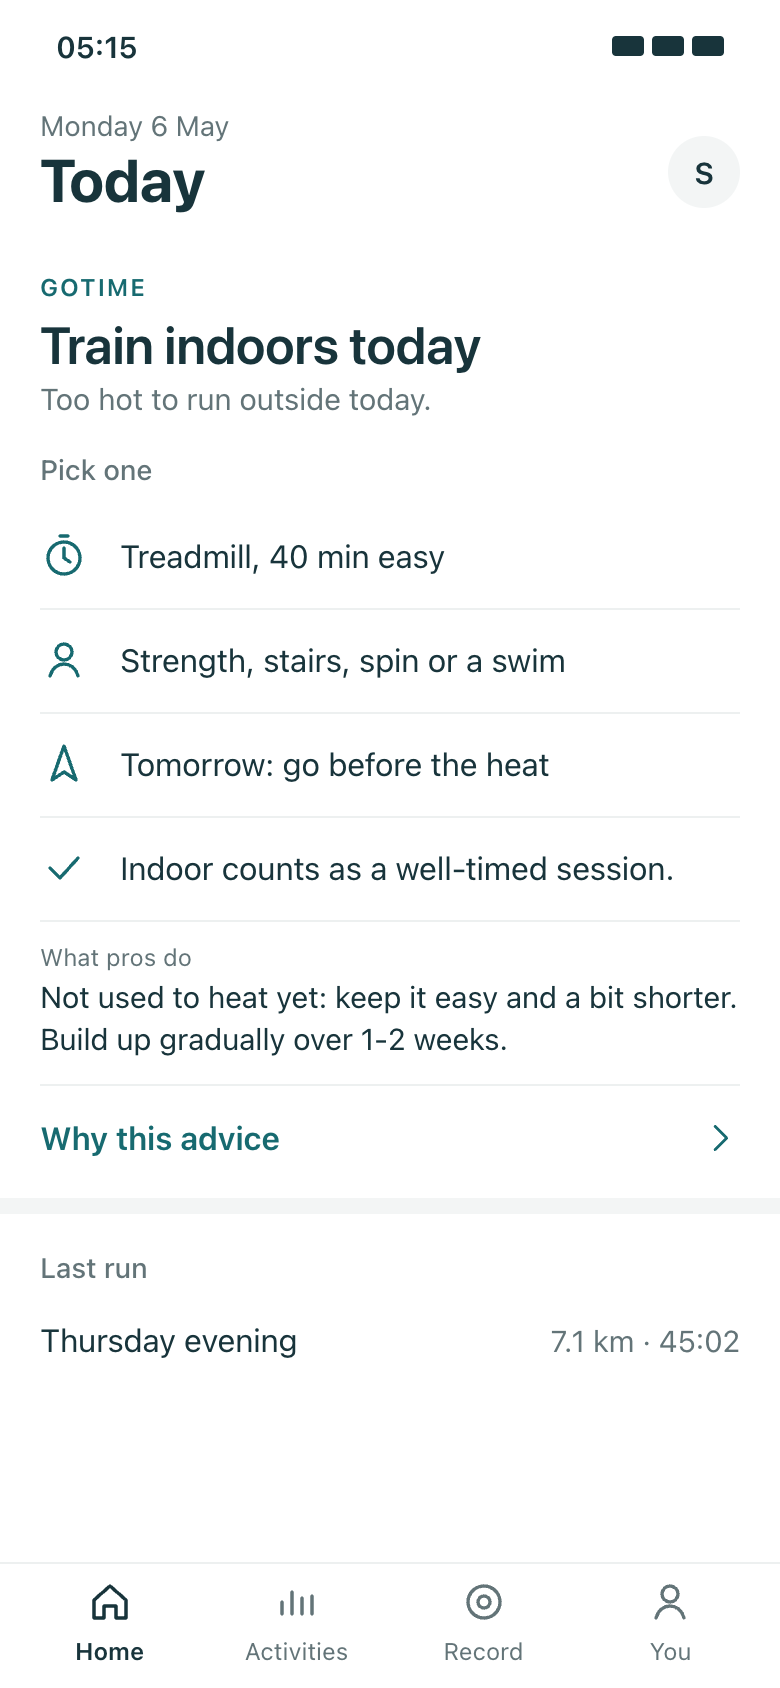 05:15
Monday 6 May
Today
S
GOTIME
Train indoors today
Too hot to run outside today.
Pick one
Treadmill, 40 min easy
Strength, stairs, spin or a swim
Tomorrow: go before the heat
Indoor counts as a well-timed session.
What pros do
Not used to heat yet: keep it easy and a bit shorter.
Build up gradually over 1-2 weeks.
Why this advice
Last run
Thursday evening 7.1 km · 45:02
Home Activities Record You